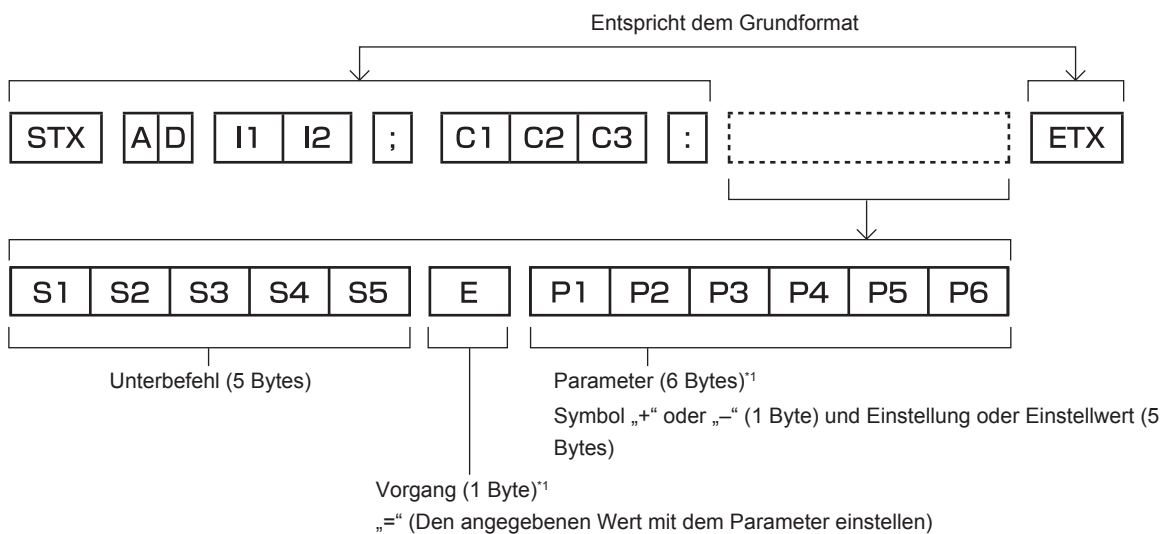 Entspricht dem Grundformat
STX A D I1 I2 ; C1 C2 C3 : ETX
S1 S2 S3 S4 S5 E P1 P2 P3 P4 P5 P6
Unterbefehl (5 Bytes)
Parameter (6 Bytes)*1
Symbol „+“ oder „–“ (1 Byte) und Einstellung oder Einstellwert (5
Bytes)
Vorgang (1 Byte)*1
„=“ (Den angegebenen Wert mit dem Parameter einstellen)